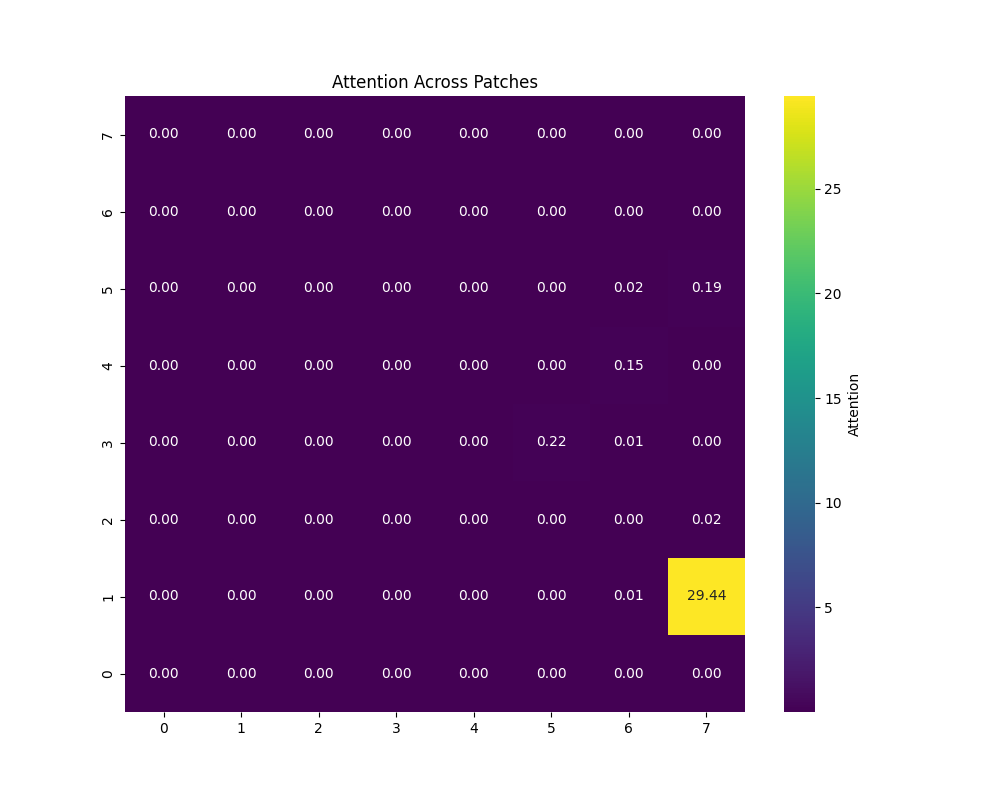 Attention Across Patches
7 0.00 0.00 0.00 0.00 0.00 0.00 0.00 0.00
6 0.00 0.00 0.00 0.00 0.00 0.00 0.00 0.00
5 0.00 0.00 0.00 0.00 0.00 0.00 0.02 0.19
4 0.00 0.00 0.00 0.00 0.00 0.00 0.15 0.00
3 0.00 0.00 0.00 0.00 0.00 0.22 0.01 0.00
2 0.00 0.00 0.00 0.00 0.00 0.00 0.00 0.02
1 0.00 0.00 0.00 0.00 0.00 0.00 0.01 29.44
0 0.00 0.00 0.00 0.00 0.00 0.00 0.00 0.00
0 1 2 3 4 5 6 7
25
20
15
10
5
Attention